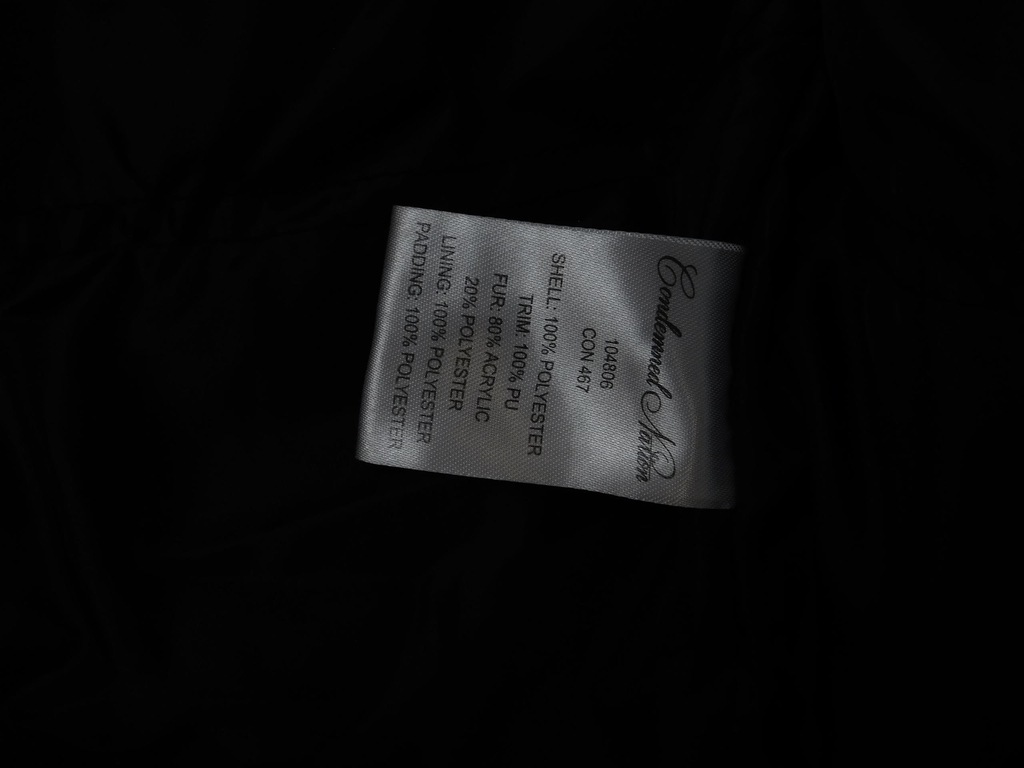 Condemned Nation
104806
CON 467
SHELL: 100% POLYESTER
TRIM: 100% PU
FUR: 80% ACRYLIC
20% POLYESTER
LINING: 100% POLYESTER
PADDING: 100% POLYESTER